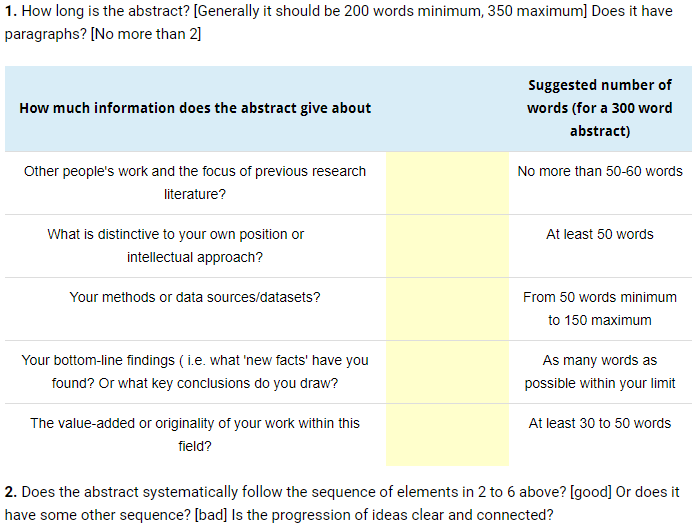 1. How long is the abstract? [Generally it should be 200 words minimum, 350 maximum] Does it have
paragraphs? [No more than 2]
How much information does the abstract give about
Suggested number of
words (for a 300 word
abstract)
Other people's work and the focus of previous research
literature?
No more than 50-60 words
What is distinctive to your own position or
intellectual approach?
At least 50 words
Your methods or data sources/datasets?
From 50 words minimum
to 150 maximum
Your bottom-line findings ( i.e. what 'new facts' have you
found? Or what key conclusions do you draw?
As many words as
possible within your limit
The value-added or originality of your work within this
field?
At least 30 to 50 words
2. Does the abstract systematically follow the sequence of elements in 2 to 6 above? [good] Or does it
have some other sequence? [bad] Is the progression of ideas clear and connected?